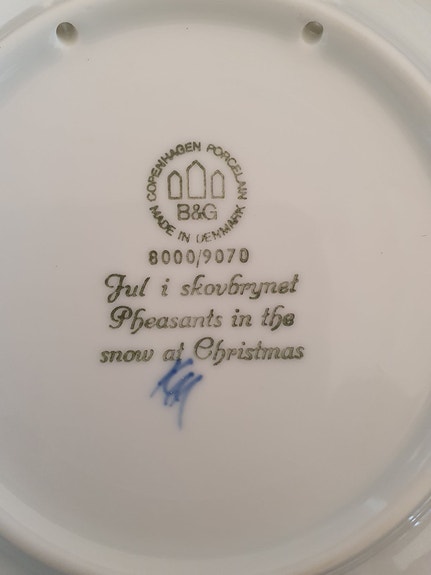 COPENHAGEN PORCELAIN
B&G
MADE IN DENMARK
8000/9070
Jul i skovbrynet
Pheasants in the
snow at Christmas